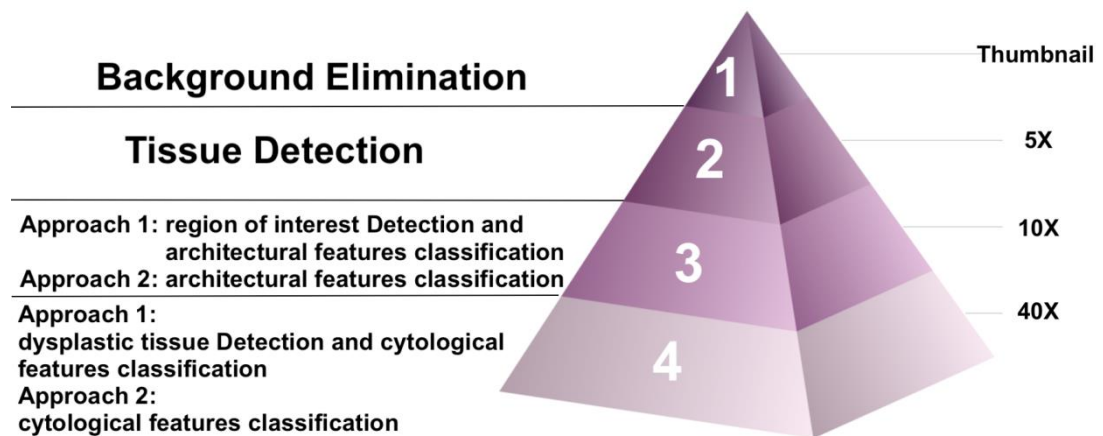 Background Elimination
Tissue Detection
Approach 1: region of interest Detection and
architectural features classification
Approach 2: architectural features classification
Approach 1:
dysplastic tissue Detection and cytological
features classification
Approach 2:
cytological features classification
1
2
3
4
Thumbnail
5X
10X
40X